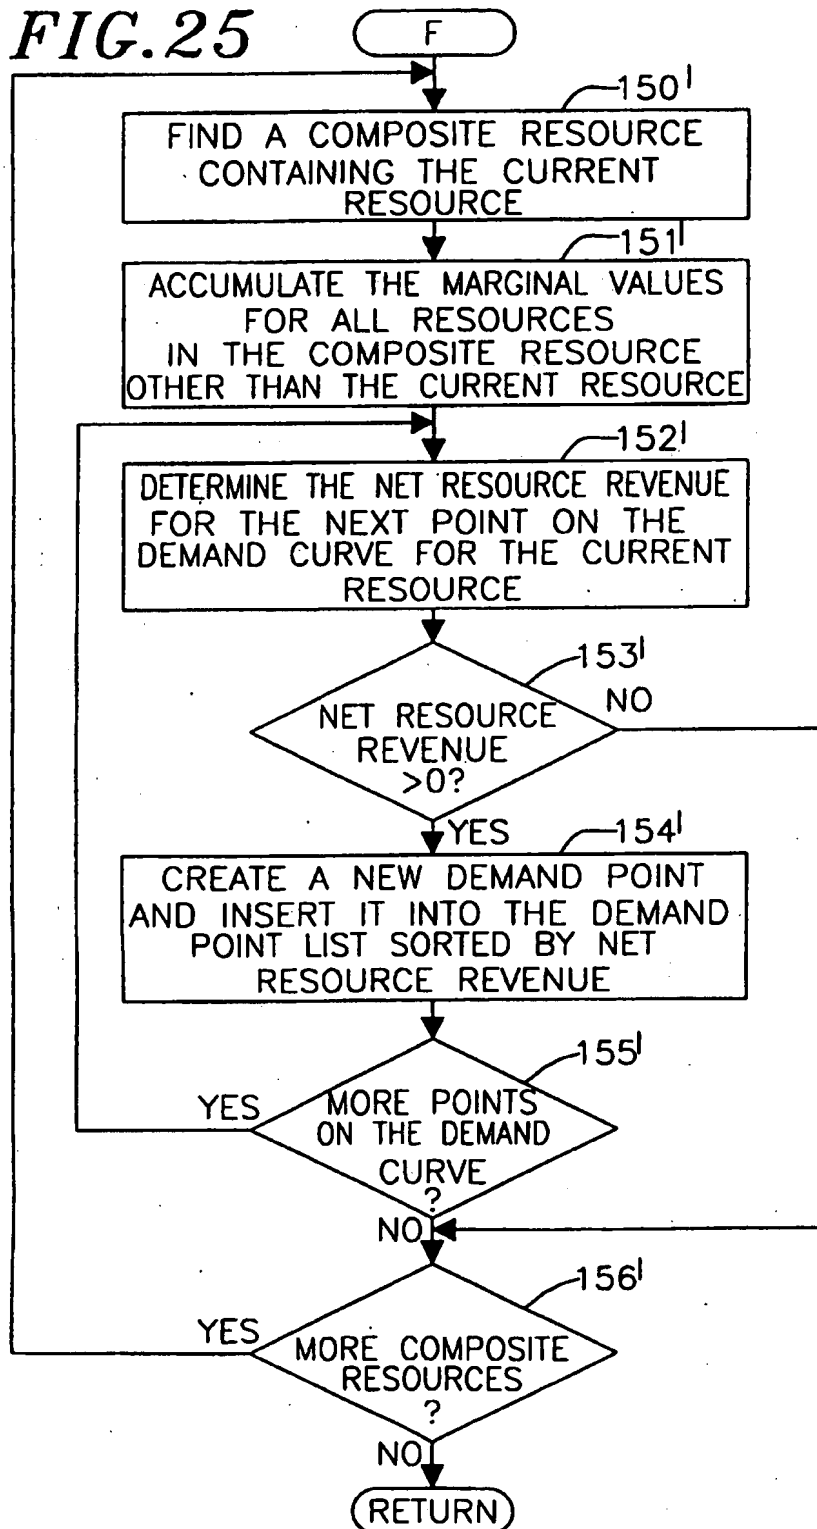 FIG.25
F
150'
FIND A COMPOSITE RESOURCE
CONTAINING THE CURRENT
RESOURCE
151'
ACCUMULATE THE MARGINAL VALUES
FOR ALL RESOURCES
IN THE COMPOSITE RESOURCE
OTHER THAN THE CURRENT RESOURCE
152'
DETERMINE THE NET RESOURCE REVENUE
FOR THE NEXT POINT ON THE
DEMAND CURVE FOR THE CURRENT
RESOURCE
153'
NO
NET RESOURCE
REVENUE
>0?
YES
154'
CREATE A NEW DEMAND POINT
AND INSERT IT INTO THE DEMAND
POINT LIST SORTED BY NET
RESOURCE REVENUE
155'
YES
MORE POINTS
ON THE DEMAND
CURVE
?
NO
156'
YES
MORE COMPOSITE
RESOURCES
?
NO
RETURN